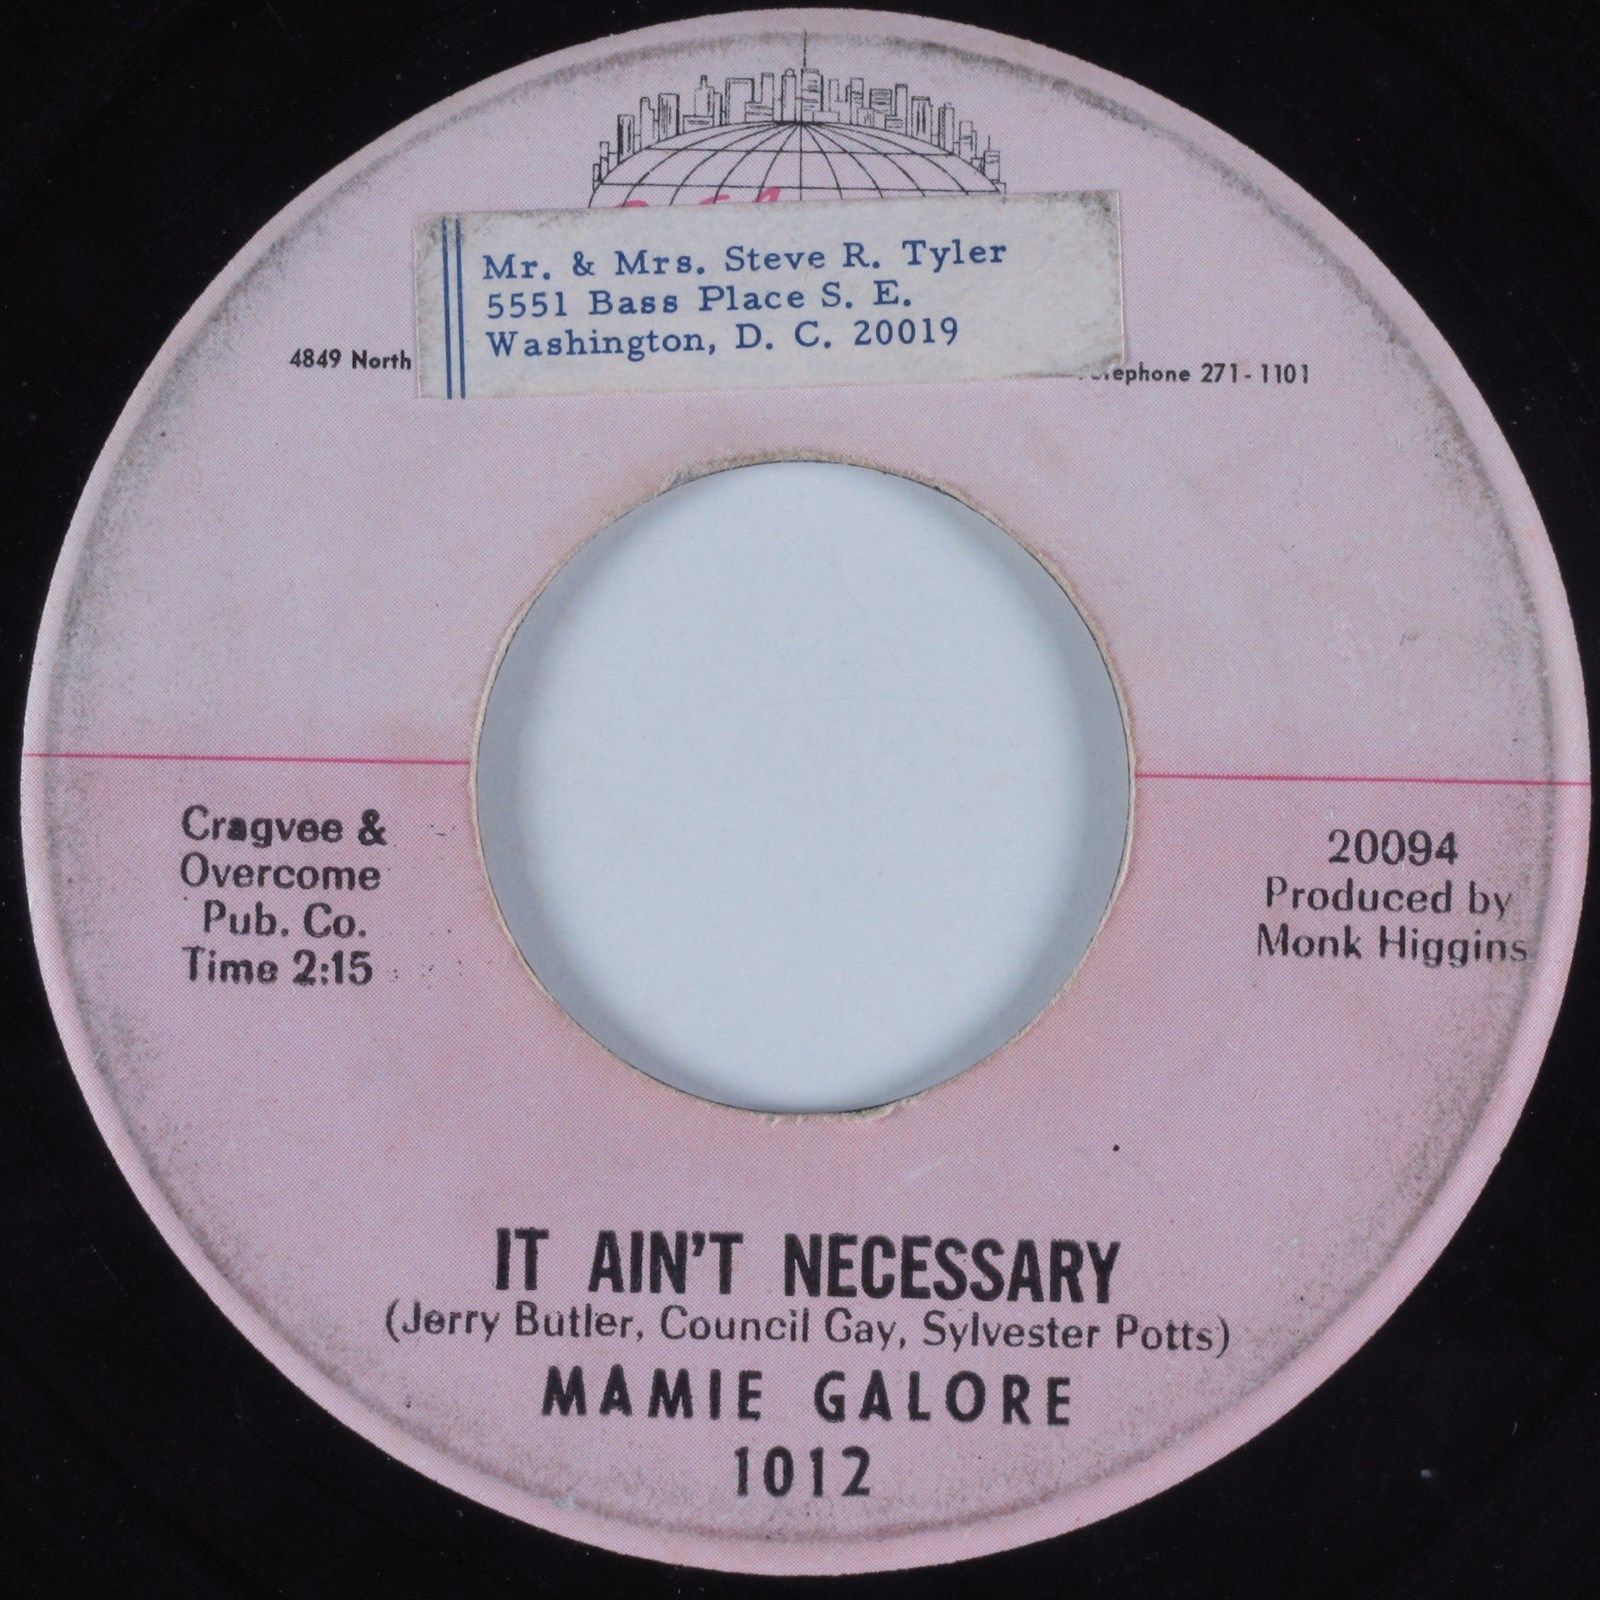 Mr. & Mrs. Steve R. Tyler
5551 Bass Place S. E.
Washington, D. C. 20019
4849 North
271-1101
Cragvee &
Overcome
Pub. Co.
Time 2:15
20094
Produced by
Monk Higgins
IT AIN'T NECESSARY
(Jerry Butler, Council Gay, Sylvester Potts)
MAMIE GALORE
1012